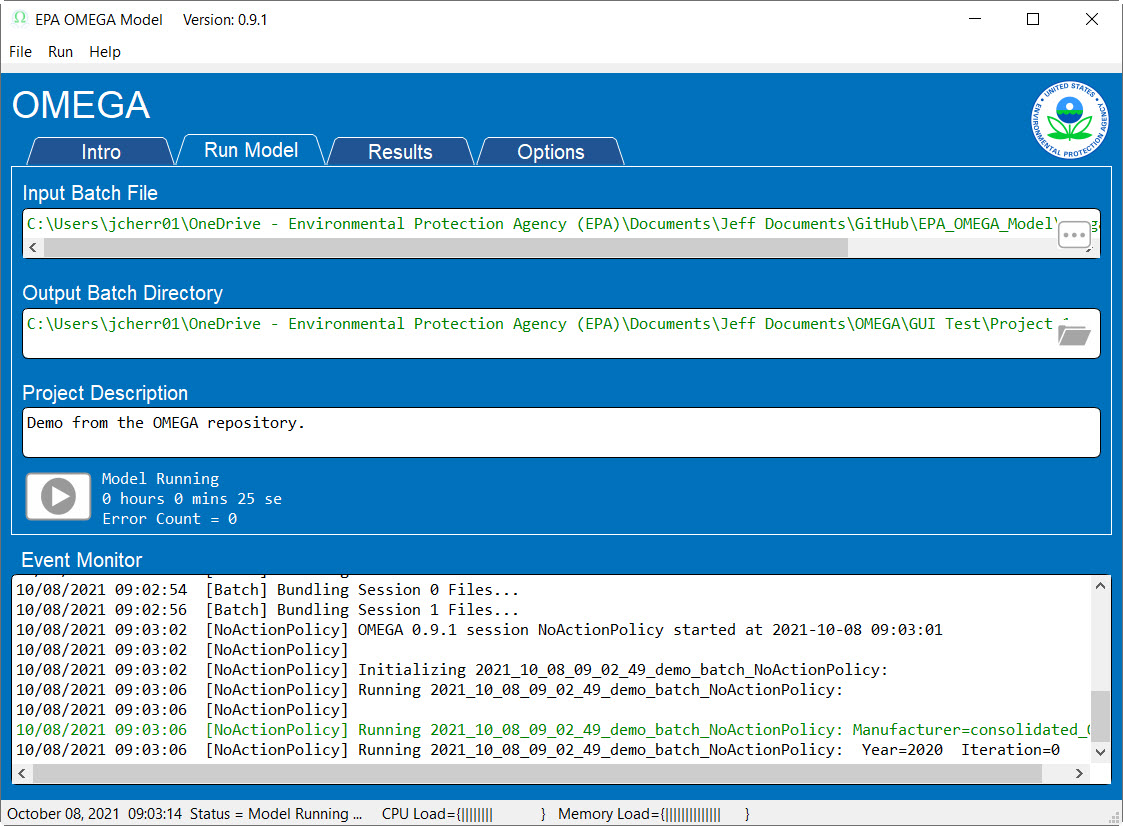 EPA OMEGA Model Version: 0.9.1
File Run Help
OMEGA
UNITED STATES
ENVIRONMENTAL PROTECTION AGENCY
Intro Run Model Results Options
Input Batch File
C:\Users\jcherr01\OneDrive - Environmental Protection Agency (EPA)\Documents\Jeff Documents\GitHub\EPA_OMEGA_Model\
Output Batch Directory
C:\Users\jcherr01\OneDrive - Environmental Protection Agency (EPA)\Documents\Jeff Documents\OMEGA\GUI Test\Project
Project Description
Demo from the OMEGA repository.
Model Running
0 hours 0 mins 25 se
Error Count = 0
Event Monitor
10/08/2021 09:02:54 [Batch] Bundling Session 0 Files...
10/08/2021 09:02:56 [Batch] Bundling Session 1 Files...
10/08/2021 09:03:02 [NoActionPolicy] OMEGA 0.9.1 session NoActionPolicy started at 2021-10-08 09:03:01
10/08/2021 09:03:02 [NoActionPolicy]
10/08/2021 09:03:02 [NoActionPolicy] Initializing 2021_10_08_09_02_49_demo_batch_NoActionPolicy:
10/08/2021 09:03:06 [NoActionPolicy] Running 2021_10_08_09_02_49_demo_batch_NoActionPolicy:
10/08/2021 09:03:06 [NoActionPolicy]
10/08/2021 09:03:06 [NoActionPolicy] Running 2021_10_08_09_02_49_demo_batch_NoActionPolicy: Manufacturer=consolidated_
10/08/2021 09:03:06 [NoActionPolicy] Running 2021_10_08_09_02_49_demo_batch_NoActionPolicy: Year=2020 Iteration=0
October 08, 2021 09:03:14 Status = Model Running ... CPU Load={|||||||| } Memory Load={|||||||||||||| }